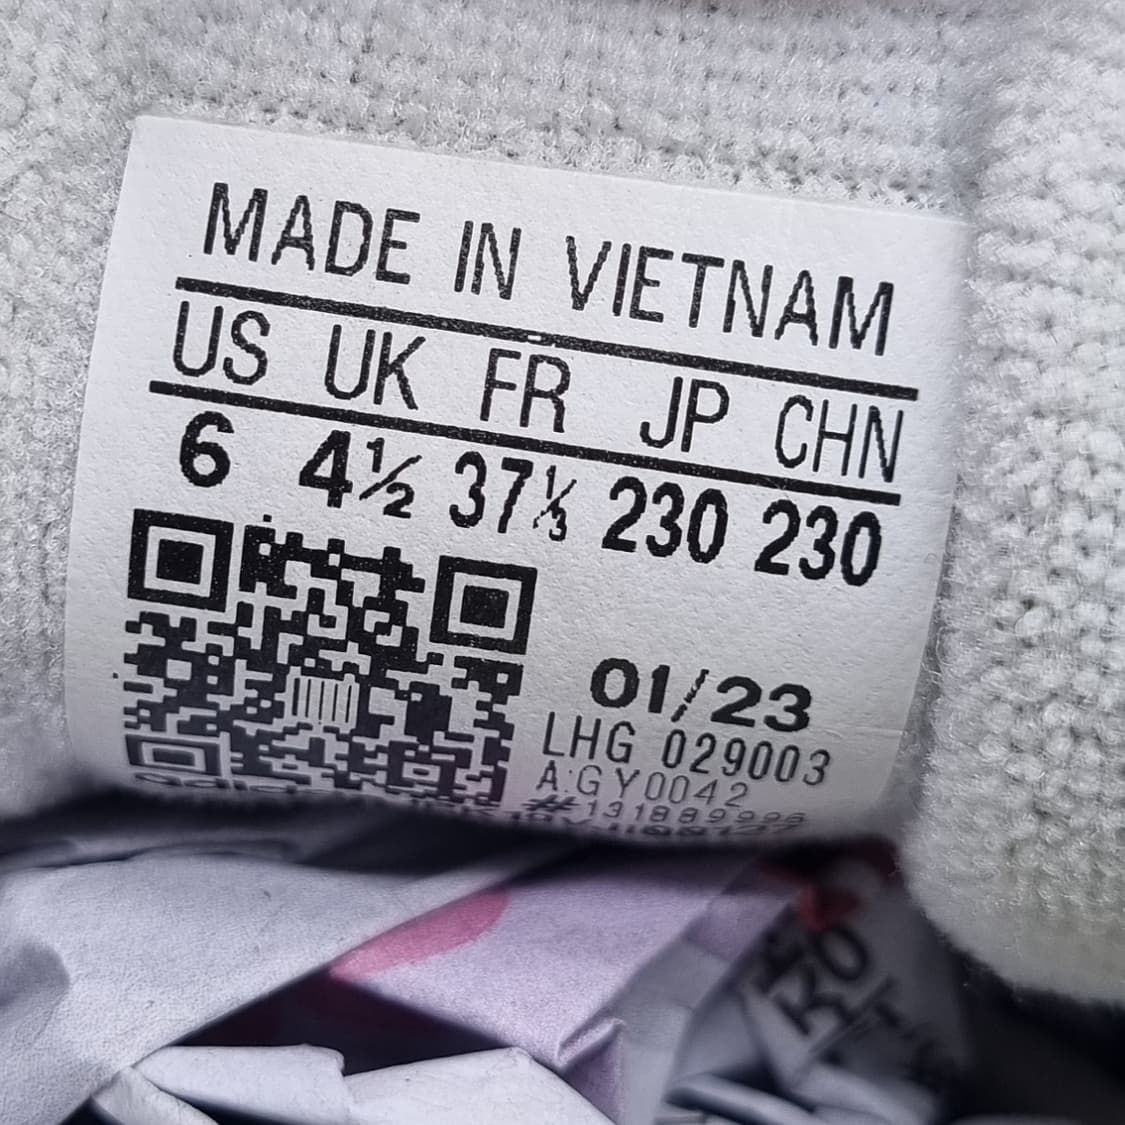 MADE IN VIETNAM
US UK FR JP CHN
6 4½ 37⅓ 230 230
01/23
LHG 029003
A:GY0042
# 131889996